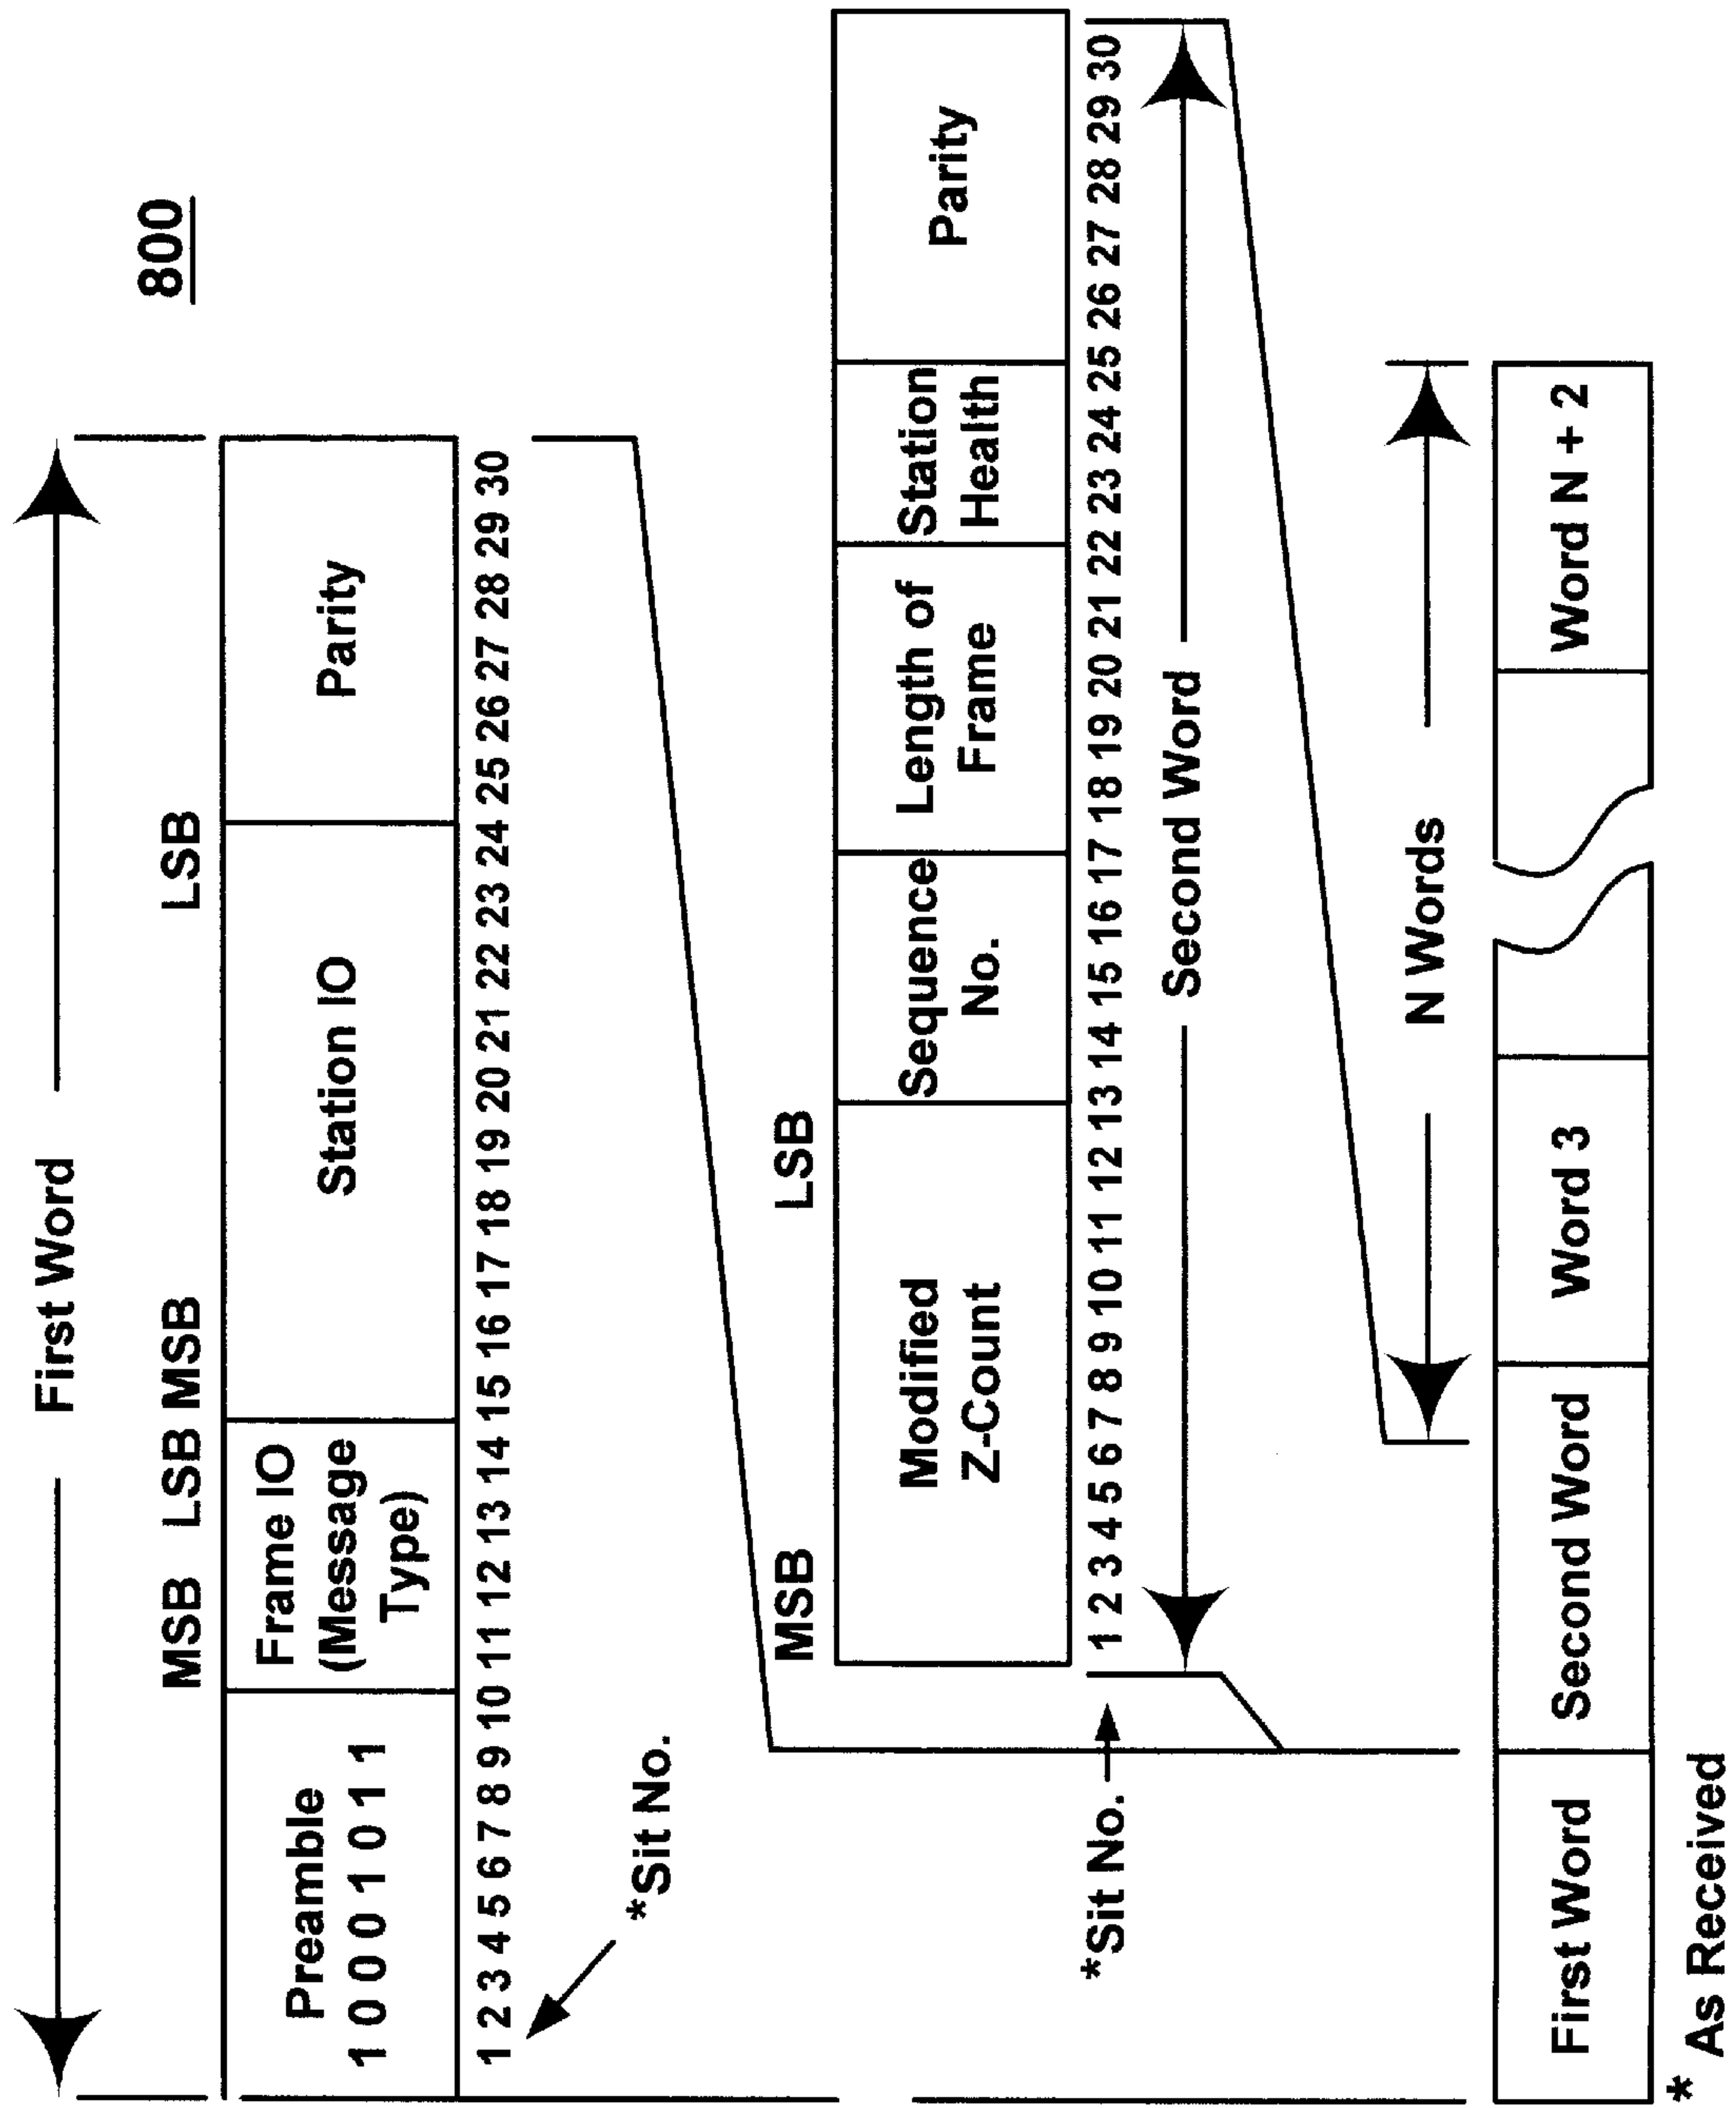 800
First Word
MSB LSB MSB LSB
Preamble
1 0 0 0 1 0 1 1
Frame IO
(Message
Type)
Station IO
Parity
1 2 3 4 5 6 7 8 9 10 11 12 13 14 15 16 17 18 19 20 21 22 23 24 25 26 27 28 29 30
*Sit No.
MSB LSB
Modified
Z-Count
Sequence
No.
Length of
Frame
Station
Health
Parity
*Sit No.
1 2 3 4 5 6 7 8 9 10 11 12 13 14 15 16 17 18 19 20 21 22 23 24 25 26 27 28 29 30
Second Word
N Words
First Word
Second Word
Word 3
Word N + 2
* As Received